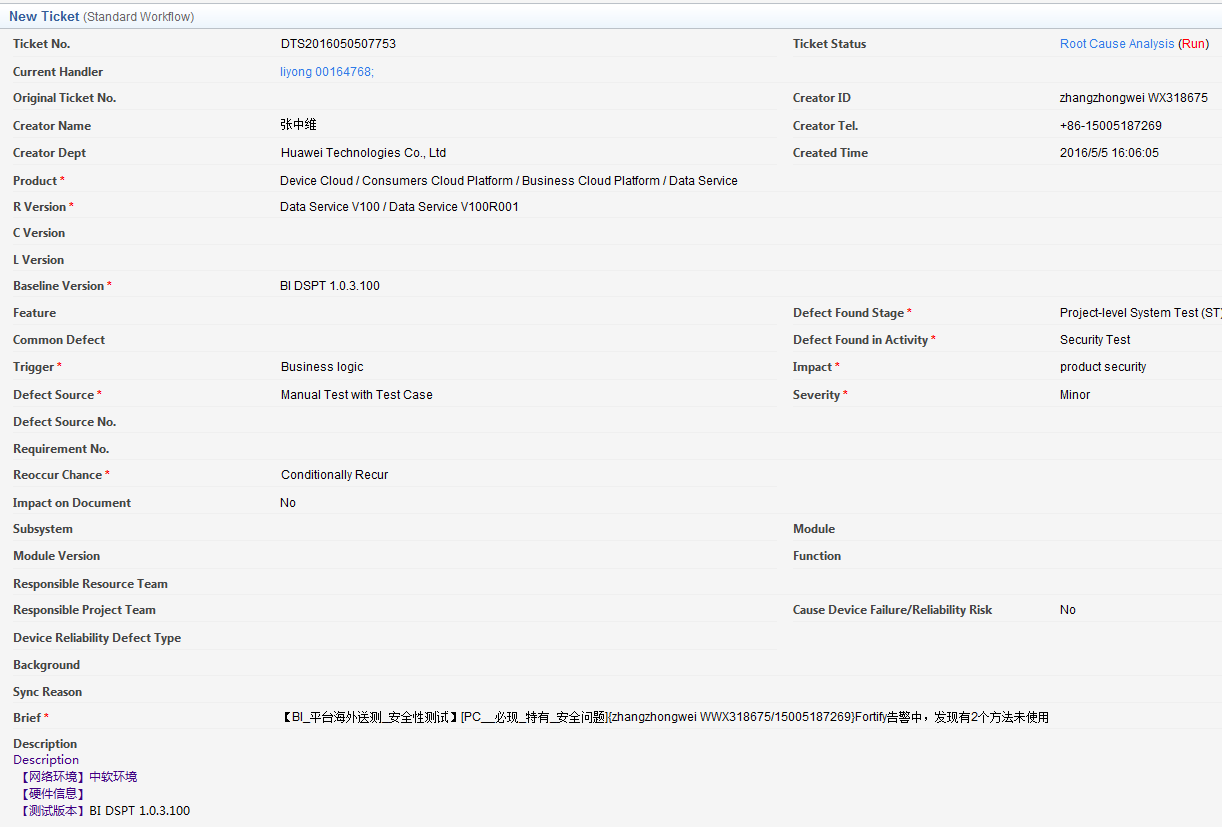 New Ticket (Standard Workflow)
Ticket No. DTS2016050507753 Ticket Status Root Cause Analysis (Run)
Current Handler liyong 00164768;
Original Ticket No. Creator ID zhangzhongwei WX318675
Creator Name 张中维 Creator Tel. +86-15005187269
Creator Dept Huawei Technologies Co., Ltd Created Time 2016/5/5 16:06:05
Product * Device Cloud / Consumers Cloud Platform / Business Cloud Platform / Data Service
R Version * Data Service V100 / Data Service V100R001
C Version
L Version
Baseline Version * BI DSPT 1.0.3.100
Feature Defect Found Stage * Project-level System Test (ST)
Common Defect Defect Found in Activity * Security Test
Trigger * Business logic Impact * product security
Defect Source * Manual Test with Test Case Severity * Minor
Defect Source No.
Requirement No.
Reoccur Chance * Conditionally Recur
Impact on Document No
Subsystem Module
Module Version Function
Responsible Resource Team
Responsible Project Team Cause Device Failure/Reliability Risk No
Device Reliability Defect Type
Background
Sync Reason
Brief * 【BI_平台海外送测_安全性测试】[PC__必现_特有_安全问题]{zhangzhongwei WWX318675/15005187269}Fortify告警中，发现有2个方法未使用
Description
Description
【网络环境】中软环境
【硬件信息】
【测试版本】BI DSPT 1.0.3.100